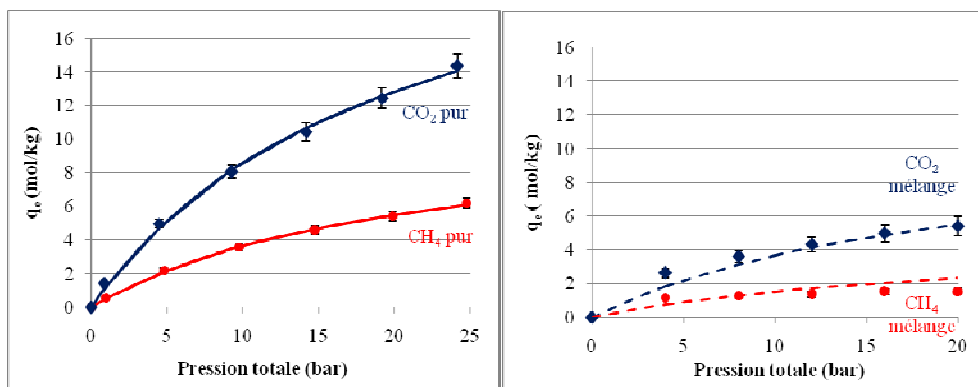 16
14
12
10
8
6
4
2
0
q_e (mol/kg)
CO₂ pur
CH₄ pur
0 5 10 15 20 25
Pression totale (bar)
16
14
12
10
8
6
4
2
0
q_e ( mol/kg)
CO₂
mélange
CH₄
mélange
0 5 10 15 20
Pression totale (bar)